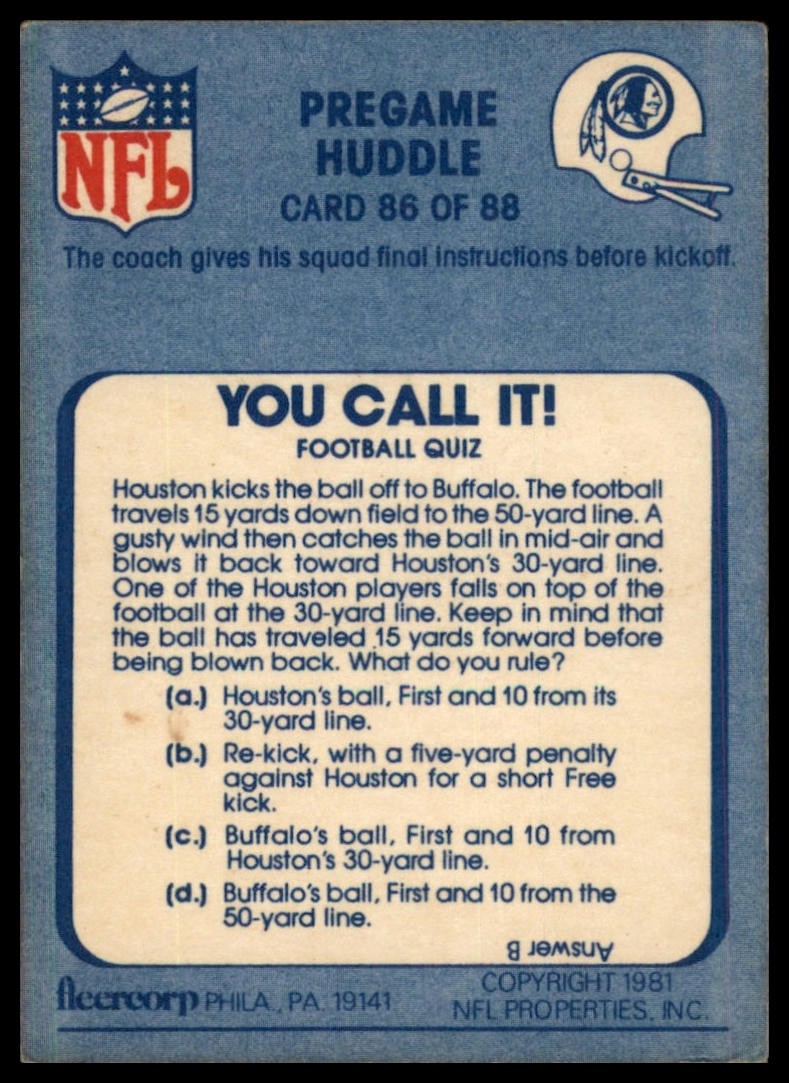 NFL
PREGAME
HUDDLE
CARD 86 OF 88
The coach gives his squad final instructions before kickoff.
YOU CALL IT!
FOOTBALL QUIZ
Houston kicks the ball off to Buffalo. The football
travels 15 yards down field to the 50-yard line. A
gusty wind then catches the ball in mid-air and
blows it back toward Houston's 30-yard line.
One of the Houston players falls on top of the
football at the 30-yard line. Keep in mind that
the ball has traveled 15 yards forward before
being blown back. What do you rule?
(a.) Houston's ball, First and 10 from its
30-yard line.
(b.) Re-kick, with a five-yard penalty
against Houston for a short Free
kick.
(c.) Buffalo's ball, First and 10 from
Houston's 30-yard line.
(d.) Buffalo's ball, First and 10 from the
50-yard line.
Answer B
fleercorp PHILA., PA. 19141
COPYRIGHT 1981
NFL PROPERTIES, INC.